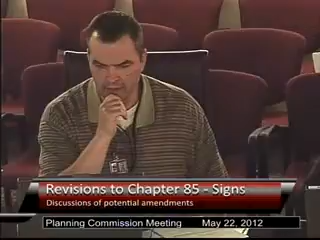 Revisions to Chapter 85 - Signs
Discussions of potential amendments
Planning Commission Meeting May 22, 2012